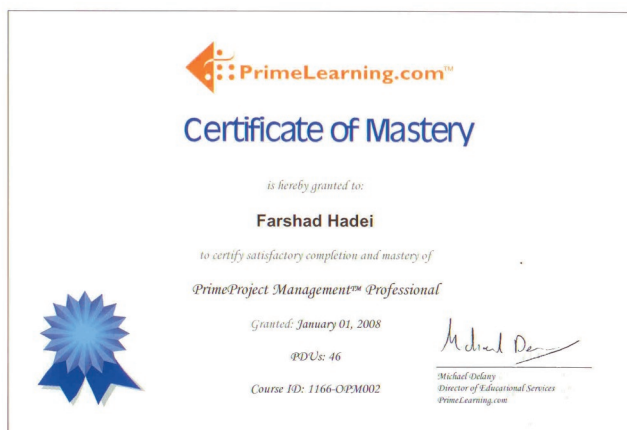 PrimeLearning.com™
Certificate of Mastery
is hereby granted to:
Farshad Hadei
to certify satisfactory completion and mastery of
PrimeProject Management™ Professional
Granted: January 01, 2008
PDUs: 46
Course ID: 1166-OPM002
Michael Delany
Director of Educational Services
PrimeLearning.com